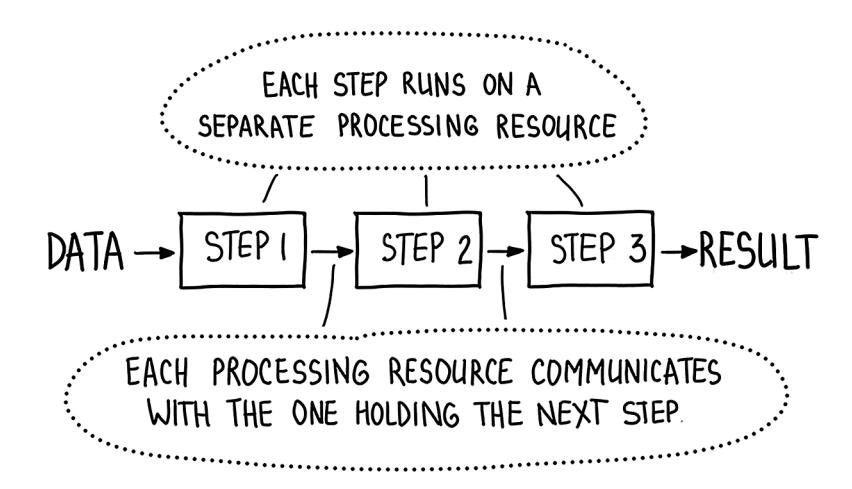 EACH STEP RUNS ON A
SEPARATE PROCESSING RESOURCE
DATA STEP 1 STEP 2 STEP 3 RESULT
EACH PROCESSING RESOURCE COMMUNICATES
WITH THE ONE HOLDING THE NEXT STEP.